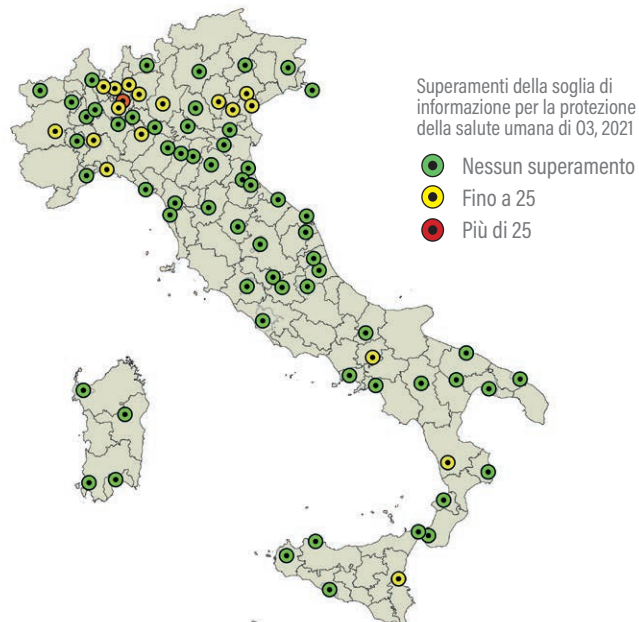 Superamenti della soglia di
informazione per la protezione
della salute umana di 03, 2021
Nessun superamento
Fino a 25
Più di 25